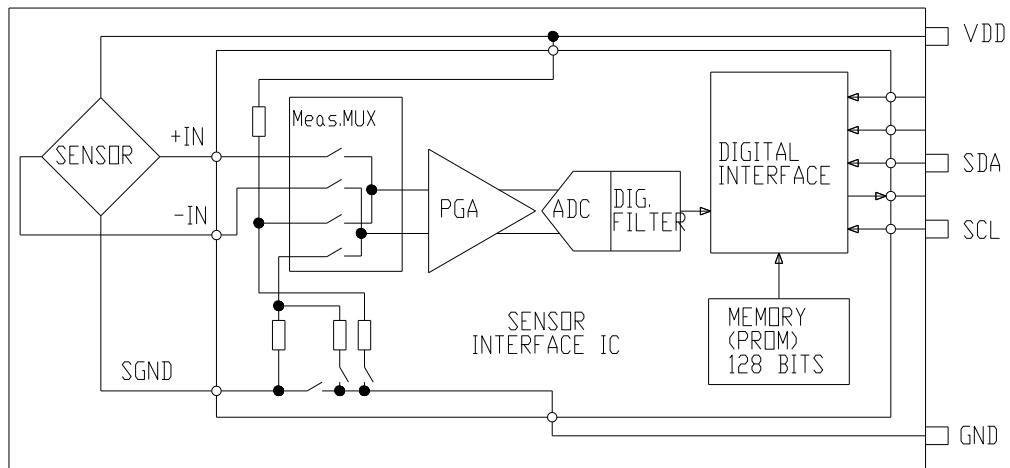 VDD
Meas.MUX
+IN
SENSOR
DIGITAL
INTERFACE
SDA
-IN
PGA
ADC
DIG.
FILTER
SCL
SENSOR
INTERFACE IC
MEMORY
(PROM)
128 BITS
SGND
GND